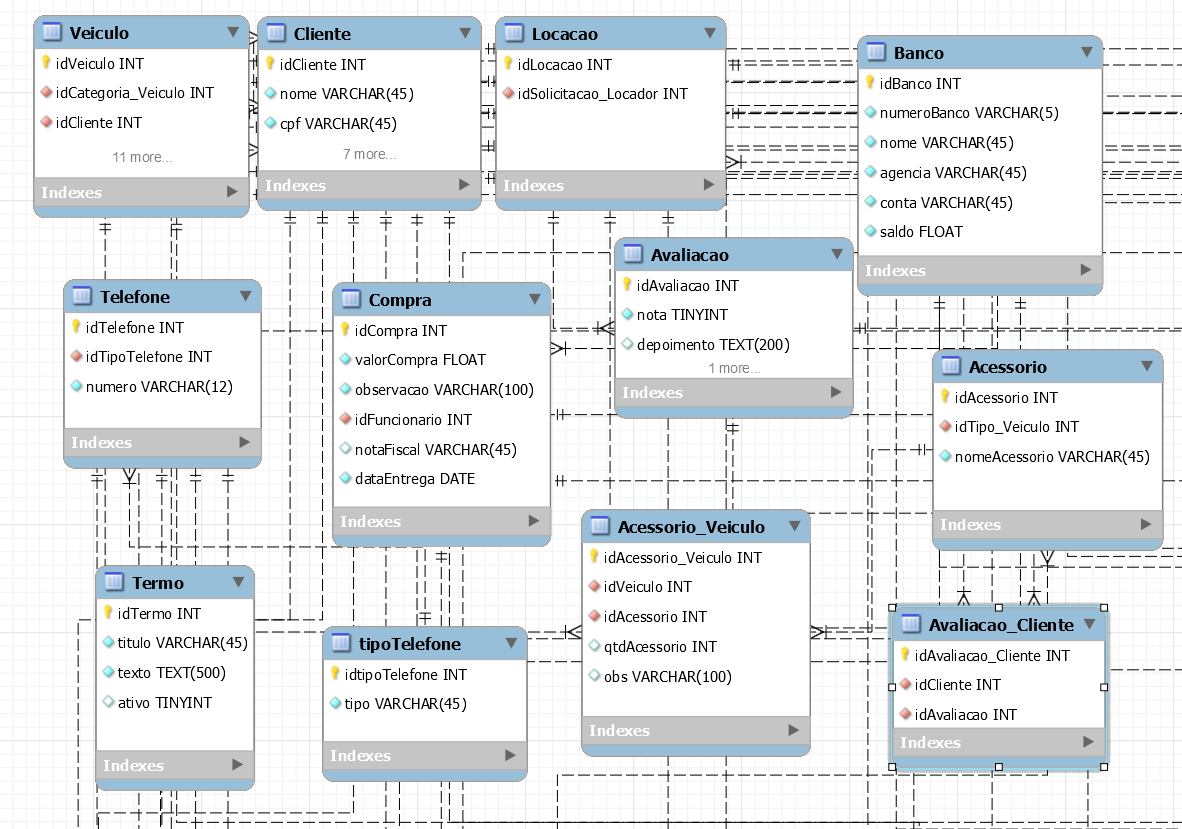 Veiculo
idVeiculo INT
idCategoria_Veiculo INT
idCliente INT
11 more...
Indexes
Cliente
idCliente INT
nome VARCHAR(45)
cpf VARCHAR(45)
7 more...
Indexes
Locacao
idLocacao INT
idSolicitacao_Locador INT
Indexes
Banco
idBanco INT
numeroBanco VARCHAR(5)
nome VARCHAR(45)
agencia VARCHAR(45)
conta VARCHAR(45)
saldo FLOAT
Indexes
Telefone
idTelefone INT
idTipoTelefone INT
numero VARCHAR(12)
Indexes
Compra
idCompra INT
valorCompra FLOAT
observacao VARCHAR(100)
idFuncionario INT
notaFiscal VARCHAR(45)
dataEntrega DATE
Indexes
Avaliacao
idAvaliacao INT
nota TINYINT
depoimento TEXT(200)
1 more...
Indexes
Acessorio
idAcessorio INT
idTipo_Veiculo INT
nomeAcessorio VARCHAR(45)
Indexes
Termo
idTermo INT
titulo VARCHAR(45)
texto TEXT(500)
ativo TINYINT
Indexes
tipoTelefone
idtipoTelefone INT
tipo VARCHAR(45)
Indexes
Acessorio_Veiculo
idAcessorio_Veiculo INT
idVeiculo INT
idAcessorio INT
qtdAcessorio INT
obs VARCHAR(100)
Indexes
Avaliacao_Cliente
idAvaliacao_Cliente INT
idCliente INT
idAvaliacao INT
Indexes